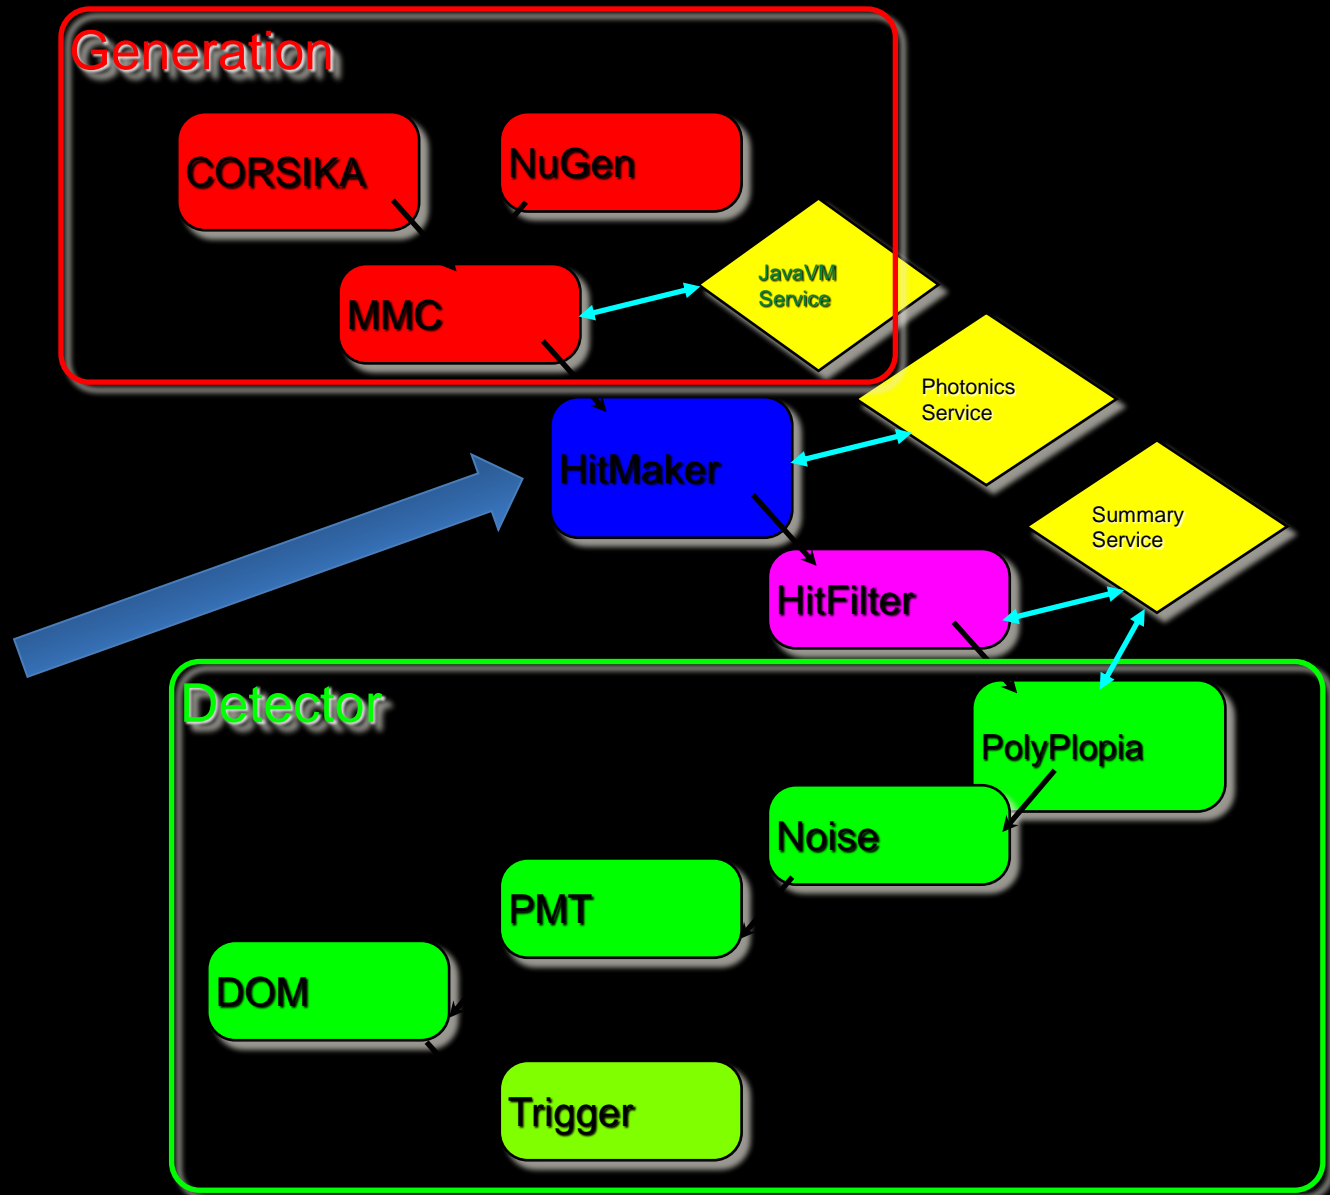 Generation
CORSIKA
NuGen
MMC
JavaVM
Service
Photonics
Service
HitMaker
Summary
Service
HitFilter
Detector
PolyPlopia
Noise
PMT
DOM
Trigger